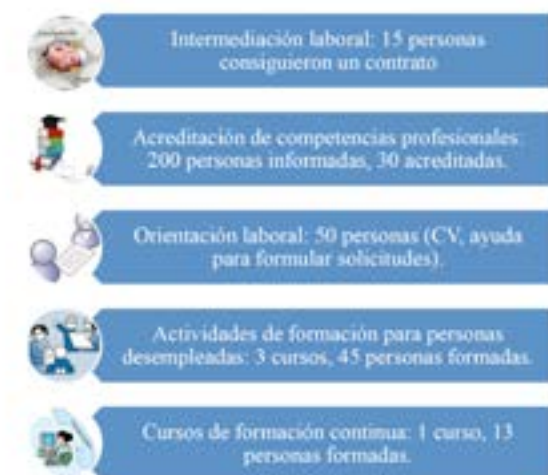 Intermediación laboral: 15 personas
consiguieron un contrato
Acreditación de competencias profesionales:
200 personas informadas, 30 acreditadas.
Orientación laboral: 50 personas (CV, ayuda
para formular solicitudes).
Actividades de formación para personas
desempleadas: 3 cursos, 45 personas formadas.
Cursos de formación continua: 1 curso, 13
personas formadas.